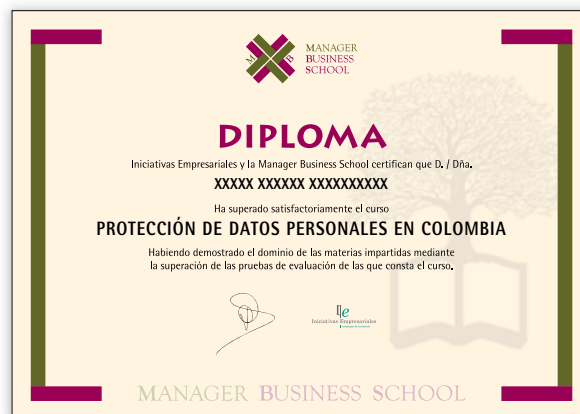 M B
MANAGER
BUSINESS
SCHOOL
DIPLOMA
Iniciativas Empresariales y la Manager Business School certifican que D. / Dña.
XXXXX XXXXXX XXXXXXXXXX
Ha superado satisfactoriamente el curso
PROTECCIÓN DE DATOS PERSONALES EN COLOMBIA
Habiendo demostrado el dominio de las materias impartidas mediante
la superación de las pruebas de evaluación de las que consta el curso.
Ie
Iniciativas Empresariales
MANAGER BUSINESS SCHOOL